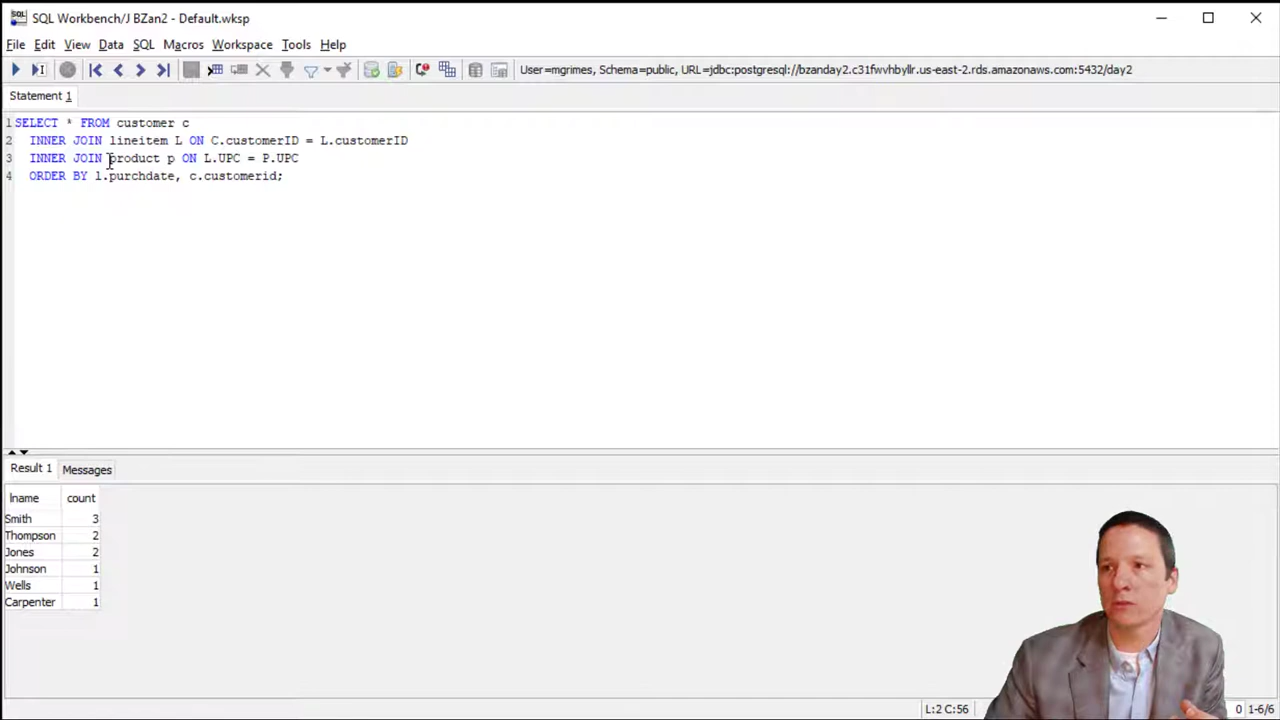 SQL Workbench/J BZan2 - Default.wksp
File Edit View Data SQL Macros Workspace Tools Help
User=mgrimes, Schema=public, URL=jdbc:postgresql://bzanday2.c31fwvhbyllr.us-east-2.rds.amazonaws.com:5432/day2
Statement 1
1 SELECT * FROM customer c
2 INNER JOIN lineitem L ON C.customerID = L.customerID
3 INNER JOIN product p ON L.UPC = P.UPC
4 ORDER BY l.purchdate, c.customerid;
Result 1 Messages
lname count
Smith 3
Thompson 2
Jones 2
Johnson 1
Wells 1
Carpenter 1
L:2 C:56 0 1-6/6